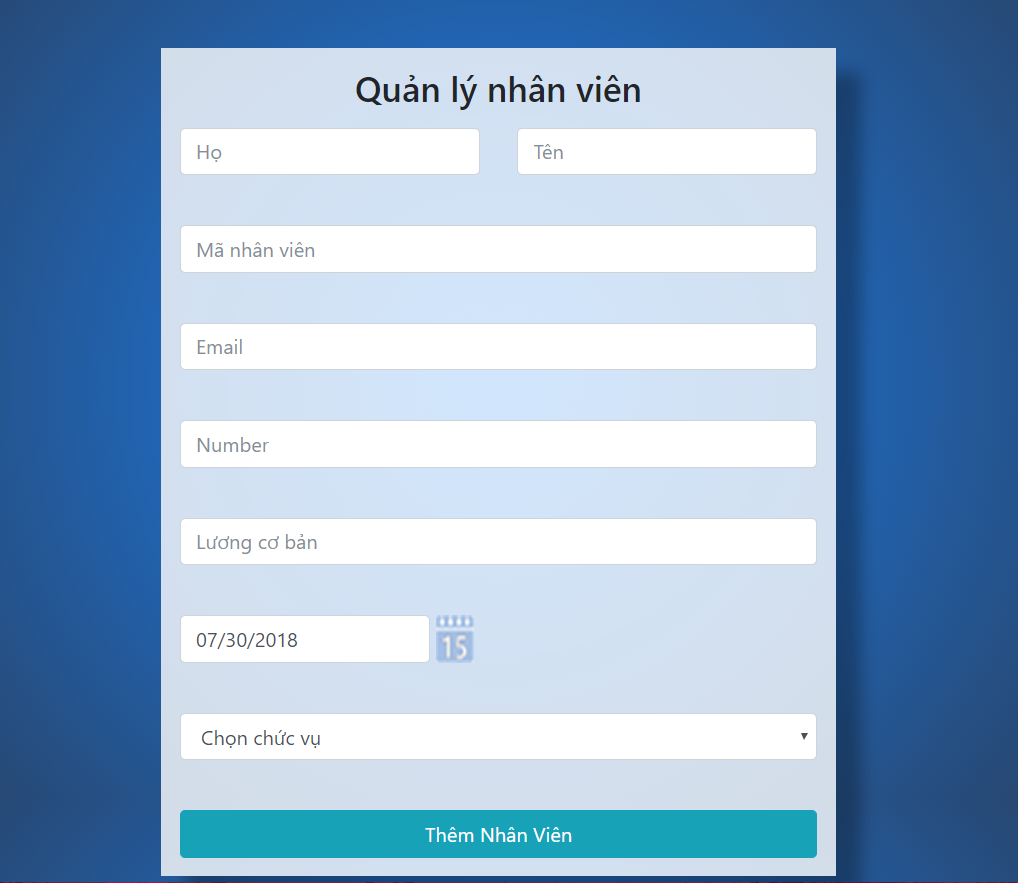 Quản lý nhân viên
Họ Tên
Mã nhân viên
Email
Number
Lương cơ bản
07/30/2018 15
Chọn chức vụ
Thêm Nhân Viên